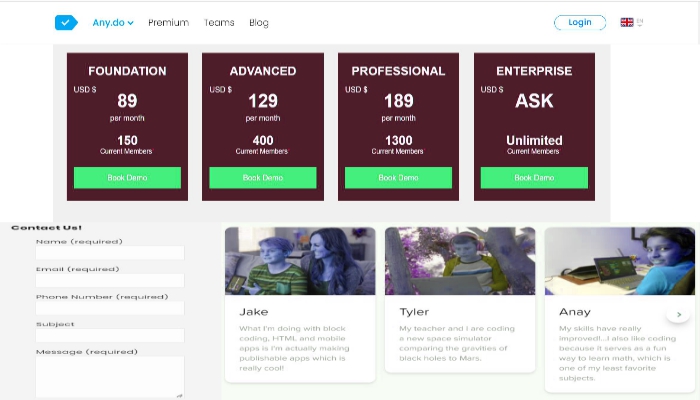 Any.do Premium Teams Blog Login EN
FOUNDATION
USD $
89
per month
150
Current Members
Book Demo
ADVANCED
USD $
129
per month
400
Current Members
Book Demo
PROFESSIONAL
USD $
189
per month
1300
Current Members
Book Demo
ENTERPRISE
USD $
ASK
Unlimited
Current Members
Book Demo
Contact Us!
Name (required)
Email (required)
Phone Number (required)
Subject
Message (required)
Jake
What I'm doing with block
coding, HTML and mobile
apps is I'm actually making
publishable apps which is
really cool!
Tyler
My teacher and I are coding
a new space simulator
comparing the gravities of
black holes to Mars.
Anay
My skills have really
improved!...I also like coding
because it serves as a fun
way to learn math, which is
one of my least favorite
subjects.